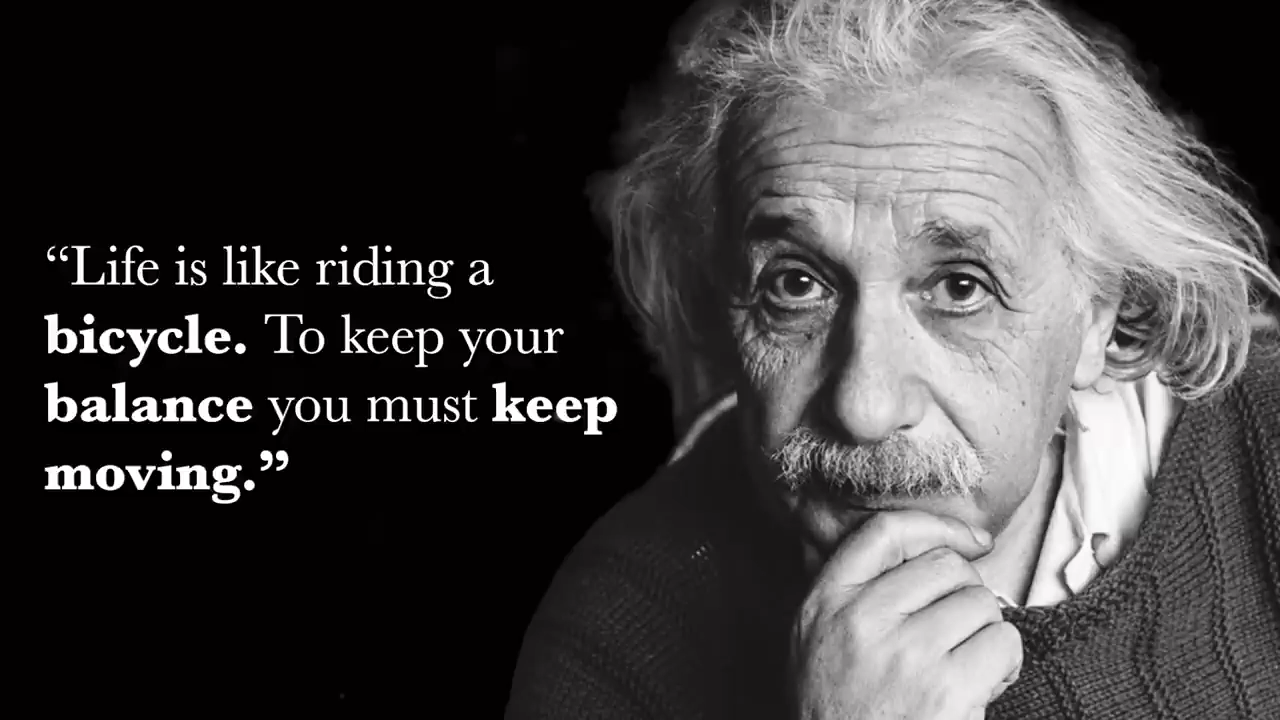 “Life is like riding a
bicycle. To keep your
balance you must keep
moving.”